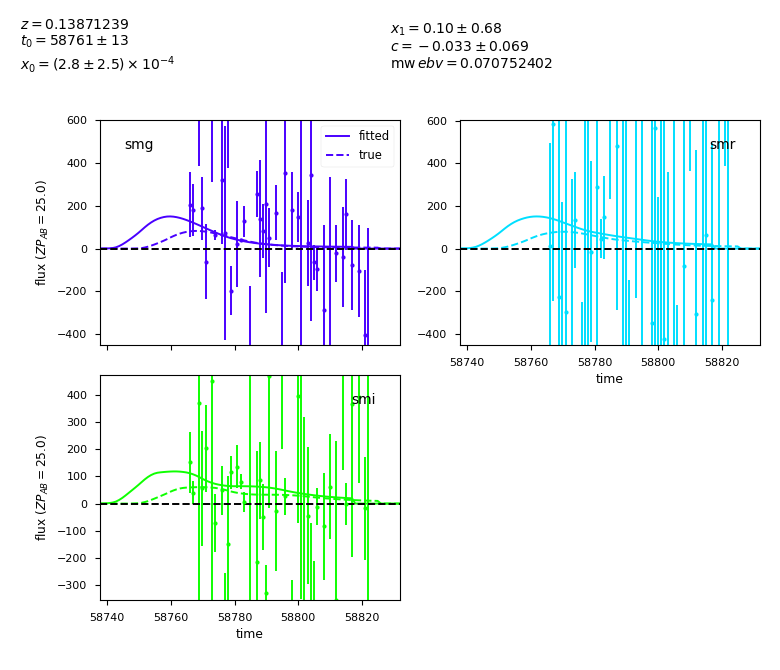 z = 0.13871239
t₀ = 58761 ± 13
x₀ = (2.8 ± 2.5) × 10⁻⁴
x₁ = 0.10 ± 0.68
c = −0.033 ± 0.069
mw ebv = 0.070752402
600
400
200
0
−200
−400
flux (ZP_AB = 25.0)
smg
fitted
true
600
400
200
0
−200
−400
smr
58740 58760 58780 58800 58820
time
400
300
200
100
0
−100
−200
−300
flux (ZP_AB = 25.0)
smi
58740 58760 58780 58800 58820
time